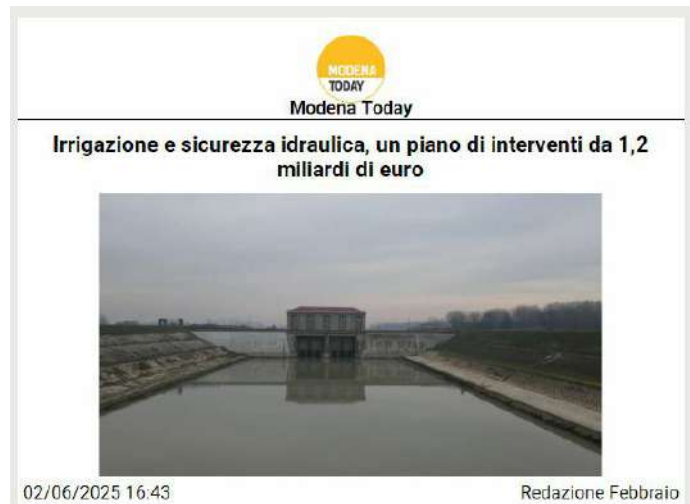 MODENA
TODAY
Modena Today
Irrigazione e sicurezza idraulica, un piano di interventi da 1,2
miliardi di euro
02/06/2025 16:43
Redazione Febbraio